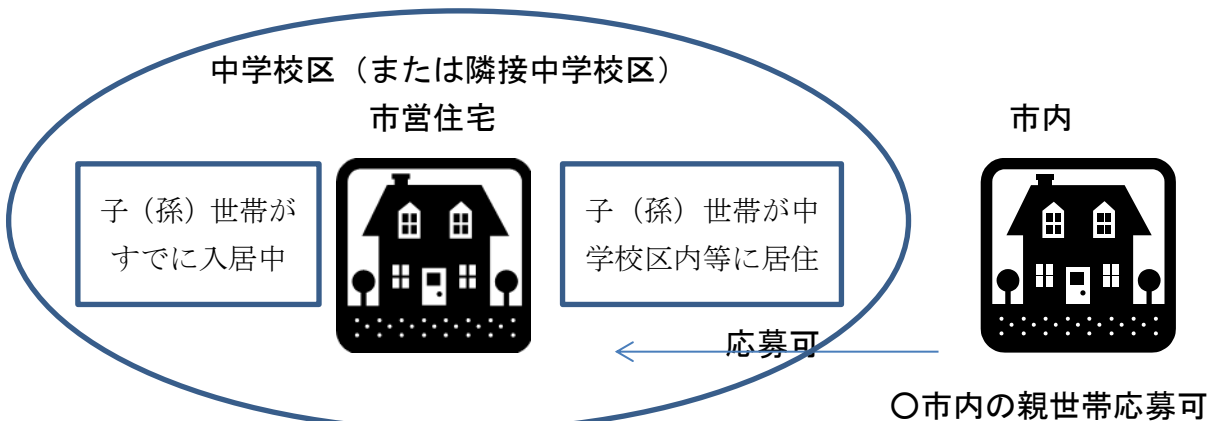 中学校区（または隣接中学校区）
市営住宅
市内
子（孫）世帯が
すでに入居中
子（孫）世帯が中
学校区内等に居住
応募可
〇市内の親世帯応募可